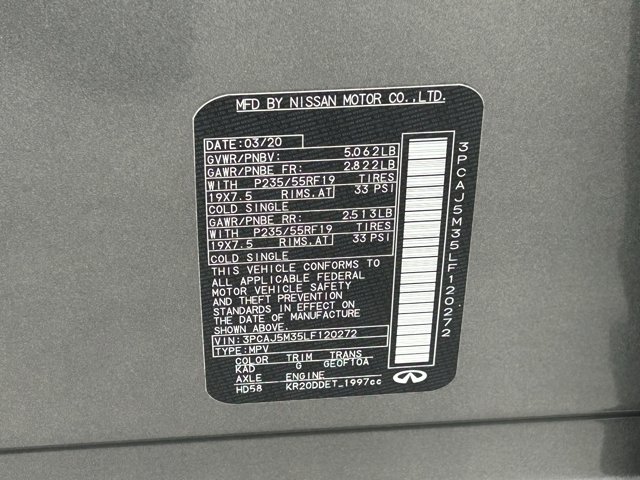 MFD BY NISSAN MOTOR CO.,LTD.
DATE: 03/20
GVWR/PNBV: 5,062LB
GAWR/PNBE FR: 2,822LB
WITH P235/55RF19 TIRES
19X7.5 RIMS,AT 33 PSI
COLD SINGLE
GAWR/PNBE RR: 2,513LB
WITH P235/55RF19 TIRES
19X7.5 RIMS,AT 33 PSI
COLD SINGLE
THIS VEHICLE CONFORMS TO
ALL APPLICABLE FEDERAL
MOTOR VEHICLE SAFETY
AND THEFT PREVENTION
STANDARDS IN EFFECT ON
THE DATE OF MANUFACTURE
SHOWN ABOVE.
VIN: 3PCAJ5M35LF120272
TYPE: MPV
COLOR TRIM TRANS
KAD G GE0F10A
AXLE ENGINE
HD58 KR20DDET_1997cc
3PCAJ5M35LF120272